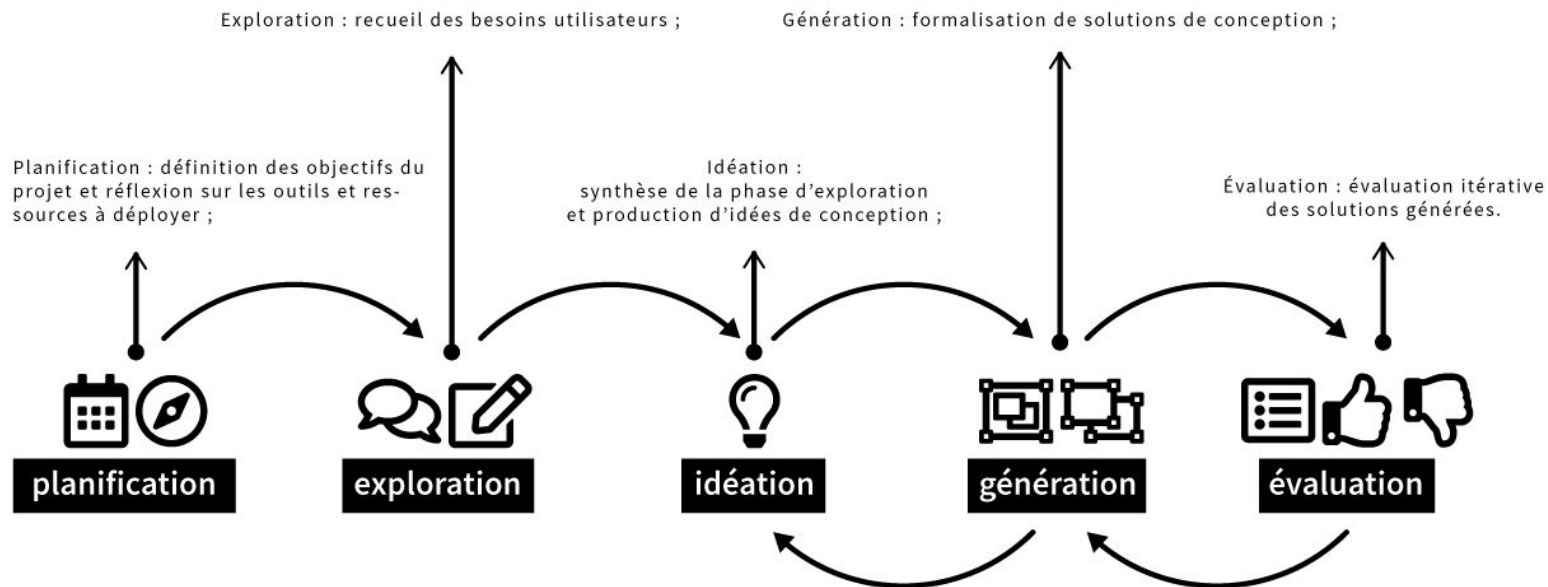 Exploration : recueil des besoins utilisateurs ;
Génération : formalisation de solutions de conception ;
Planification : définition des objectifs du
projet et réflexion sur les outils et res-
sources à déployer ;
Idéation :
synthèse de la phase d'exploration
et production d'idées de conception ;
Évaluation : évaluation itérative
des solutions générées.
planification
exploration
idéation
génération
évaluation